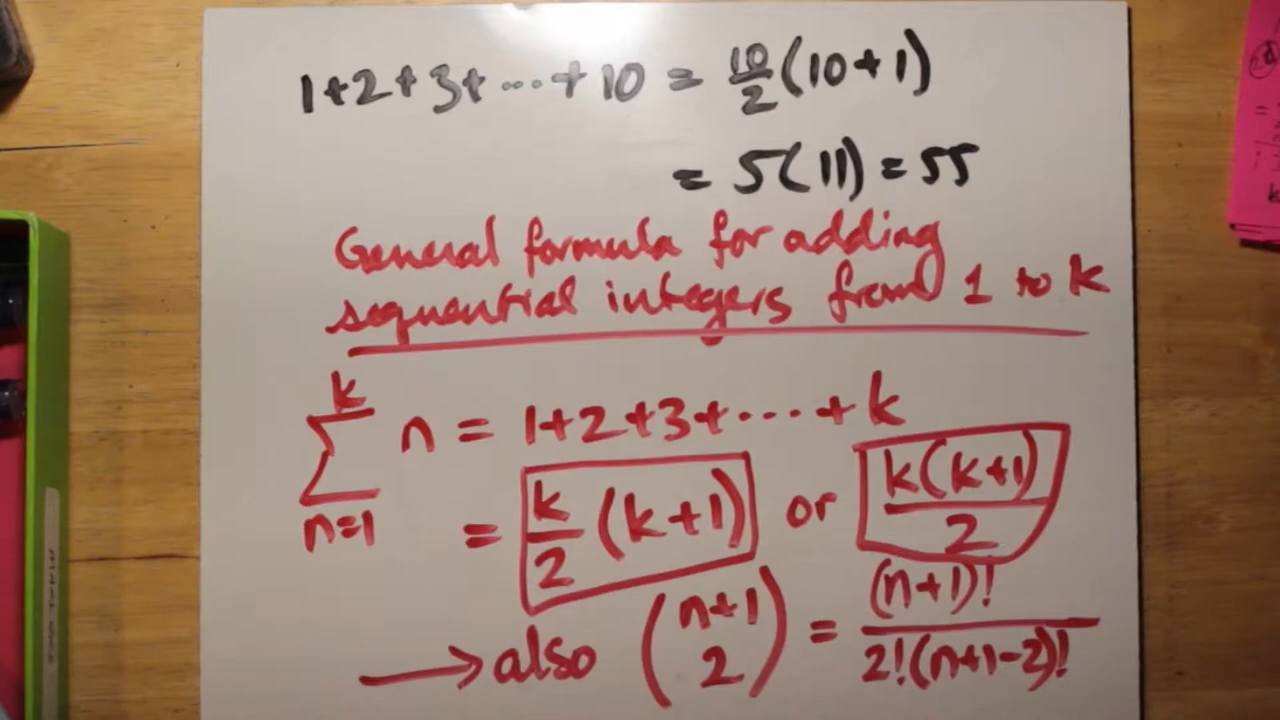 1+2+3+...+10 = 10/2 (10+1)
= 5(11) = 55
General formula for adding
sequential integers from 1 to k
k
∑ n = 1+2+3+...+k
n=1
= k/2 (k+1) or k(k+1)/2
→ also (n+1 2) = (n+1)!/2!(n+1-2)!